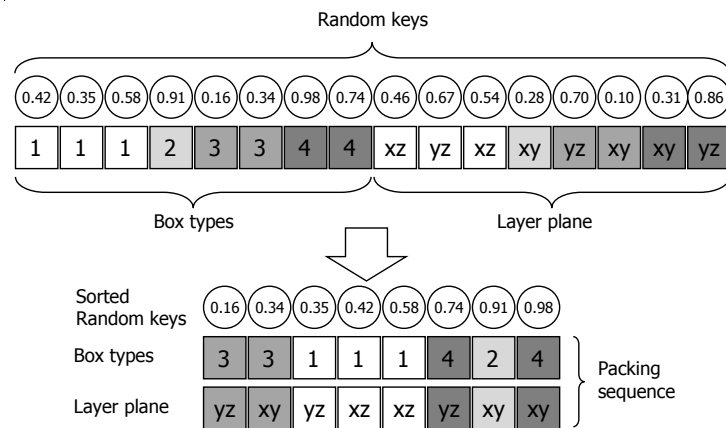 Random keys
0.42 0.35 0.58 0.91 0.16 0.34 0.98 0.74 0.46 0.67 0.54 0.28 0.70 0.10 0.31 0.86
1 1 1 2 3 3 4 4 xz yz xz xy yz xy xy yz
Box types Layer plane
Sorted
Random keys 0.16 0.34 0.35 0.42 0.58 0.74 0.91 0.98
Box types 3 3 1 1 1 4 2 4
Packing
sequence
Layer plane yz xy yz xz xz yz xy xy